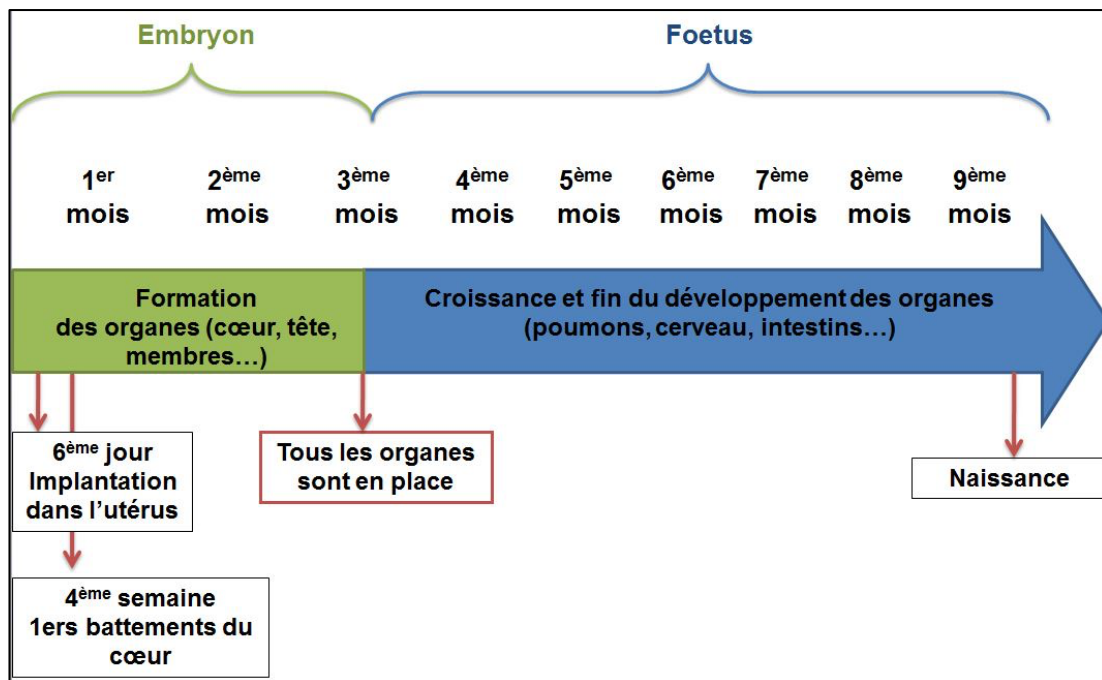 Embryon
Foetus
1er
mois
2ème
mois
3ème
mois
4ème
mois
5ème
mois
6ème
mois
7ème
mois
8ème
mois
9ème
mois
Formation
des organes (cœur, tête,
membres...)
Croissance et fin du développement des organes
(poumons, cerveau, intestins...)
6ème jour
Implantation
dans l'utérus
Tous les organes
sont en place
Naissance
4ème semaine
1ers battements du
cœur